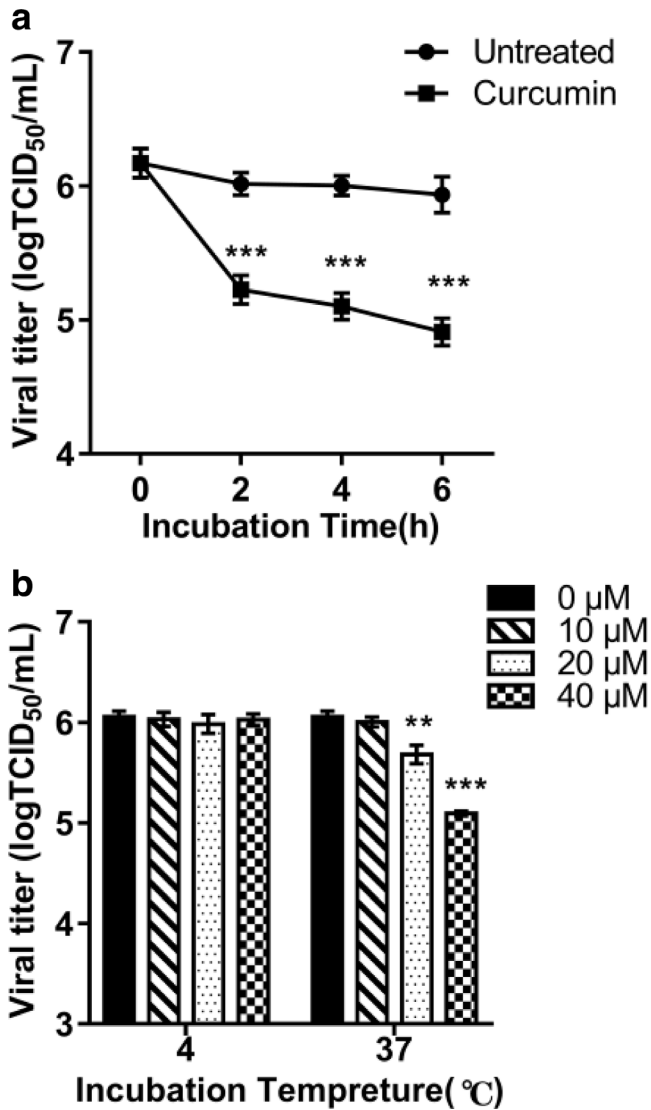 a
7
6
5
4
Viral titer (logTCID50/mL)
Untreated
Curcumin
***
***
***
0 2 4 6
Incubation Time(h)
b
7
6
5
4
3
Viral titer (logTCID50/mL)
0 μM
10 μM
20 μM
40 μM
**
***
4 37
Incubation Tempreture(℃)